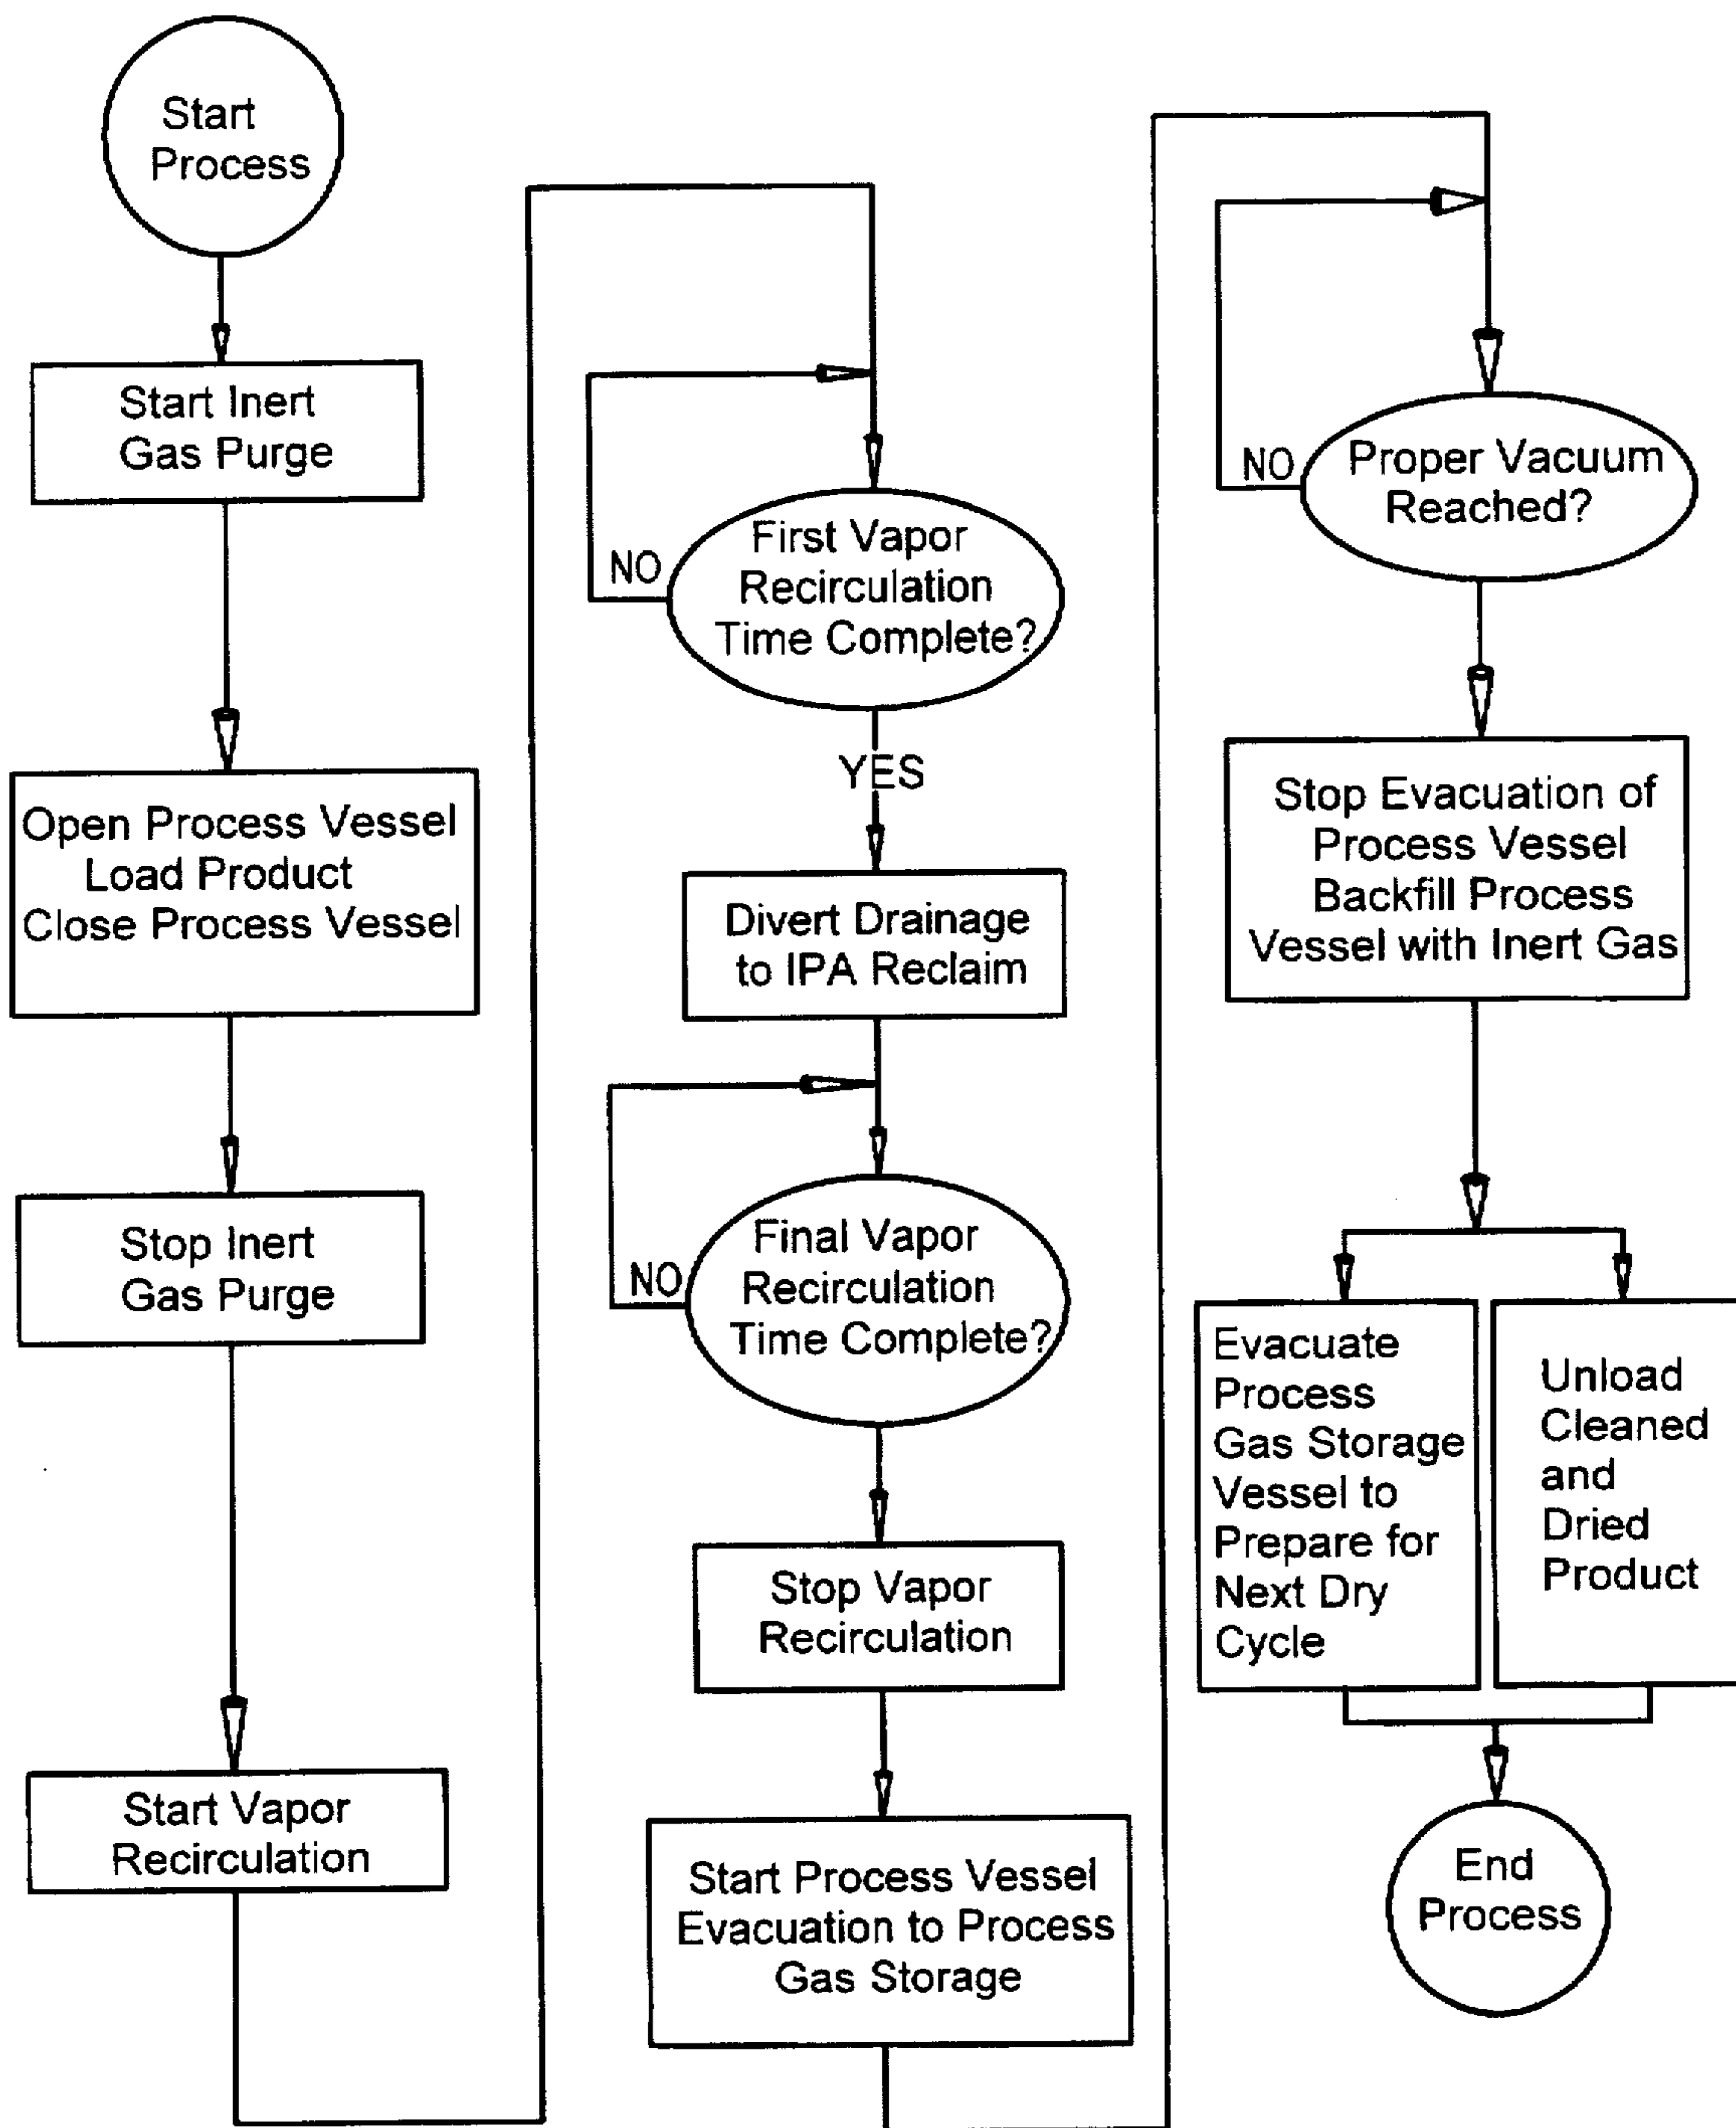 Start
Process
Start Inert
Gas Purge
Open Process Vessel
Load Product
Close Process Vessel
Stop Inert
Gas Purge
Start Vapor
Recirculation
First Vapor
Recirculation
Time Complete?
NO
YES
Divert Drainage
to IPA Reclaim
Final Vapor
Recirculation
Time Complete?
NO
Stop Vapor
Recirculation
Start Process Vessel
Evacuation to Process
Gas Storage
Proper Vacuum
Reached?
NO
Stop Evacuation of
Process Vessel
Backfill Process
Vessel with Inert Gas
Evacuate
Process
Gas Storage
Vessel to
Prepare for
Next Dry
Cycle
Unload
Cleaned
and
Dried
Product
End
Process